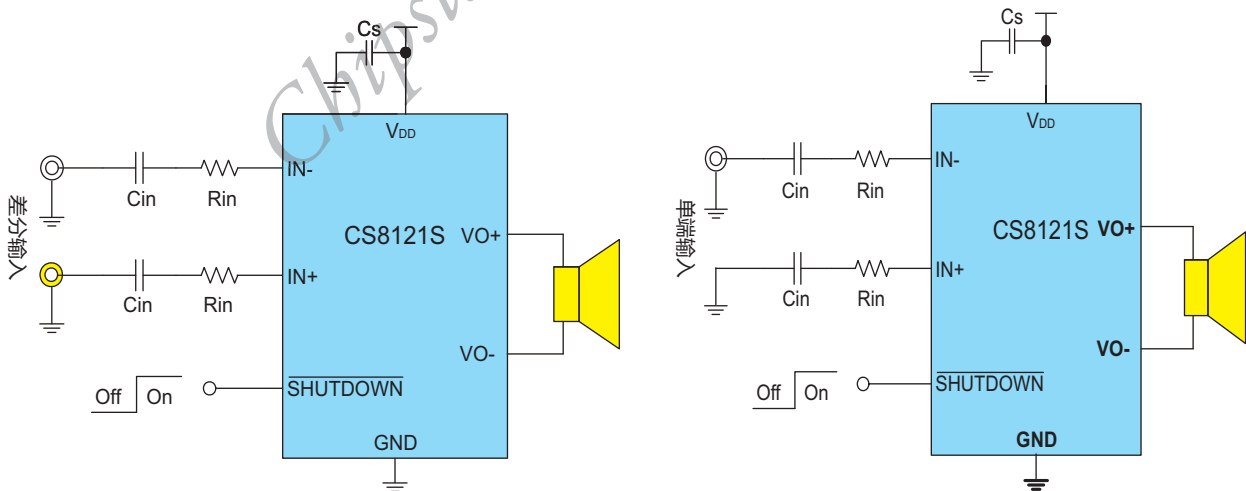 Chips
Cs
VDD
IN-
Cin
Rin
差分输入
CS8121S
VO+
IN+
Cin
Rin
VO-
Off
On
SHUTDOWN
GND
Cs
VDD
IN-
Cin
Rin
单端输入
CS8121S
VO+
IN+
Cin
Rin
VO-
Off
On
SHUTDOWN
GND